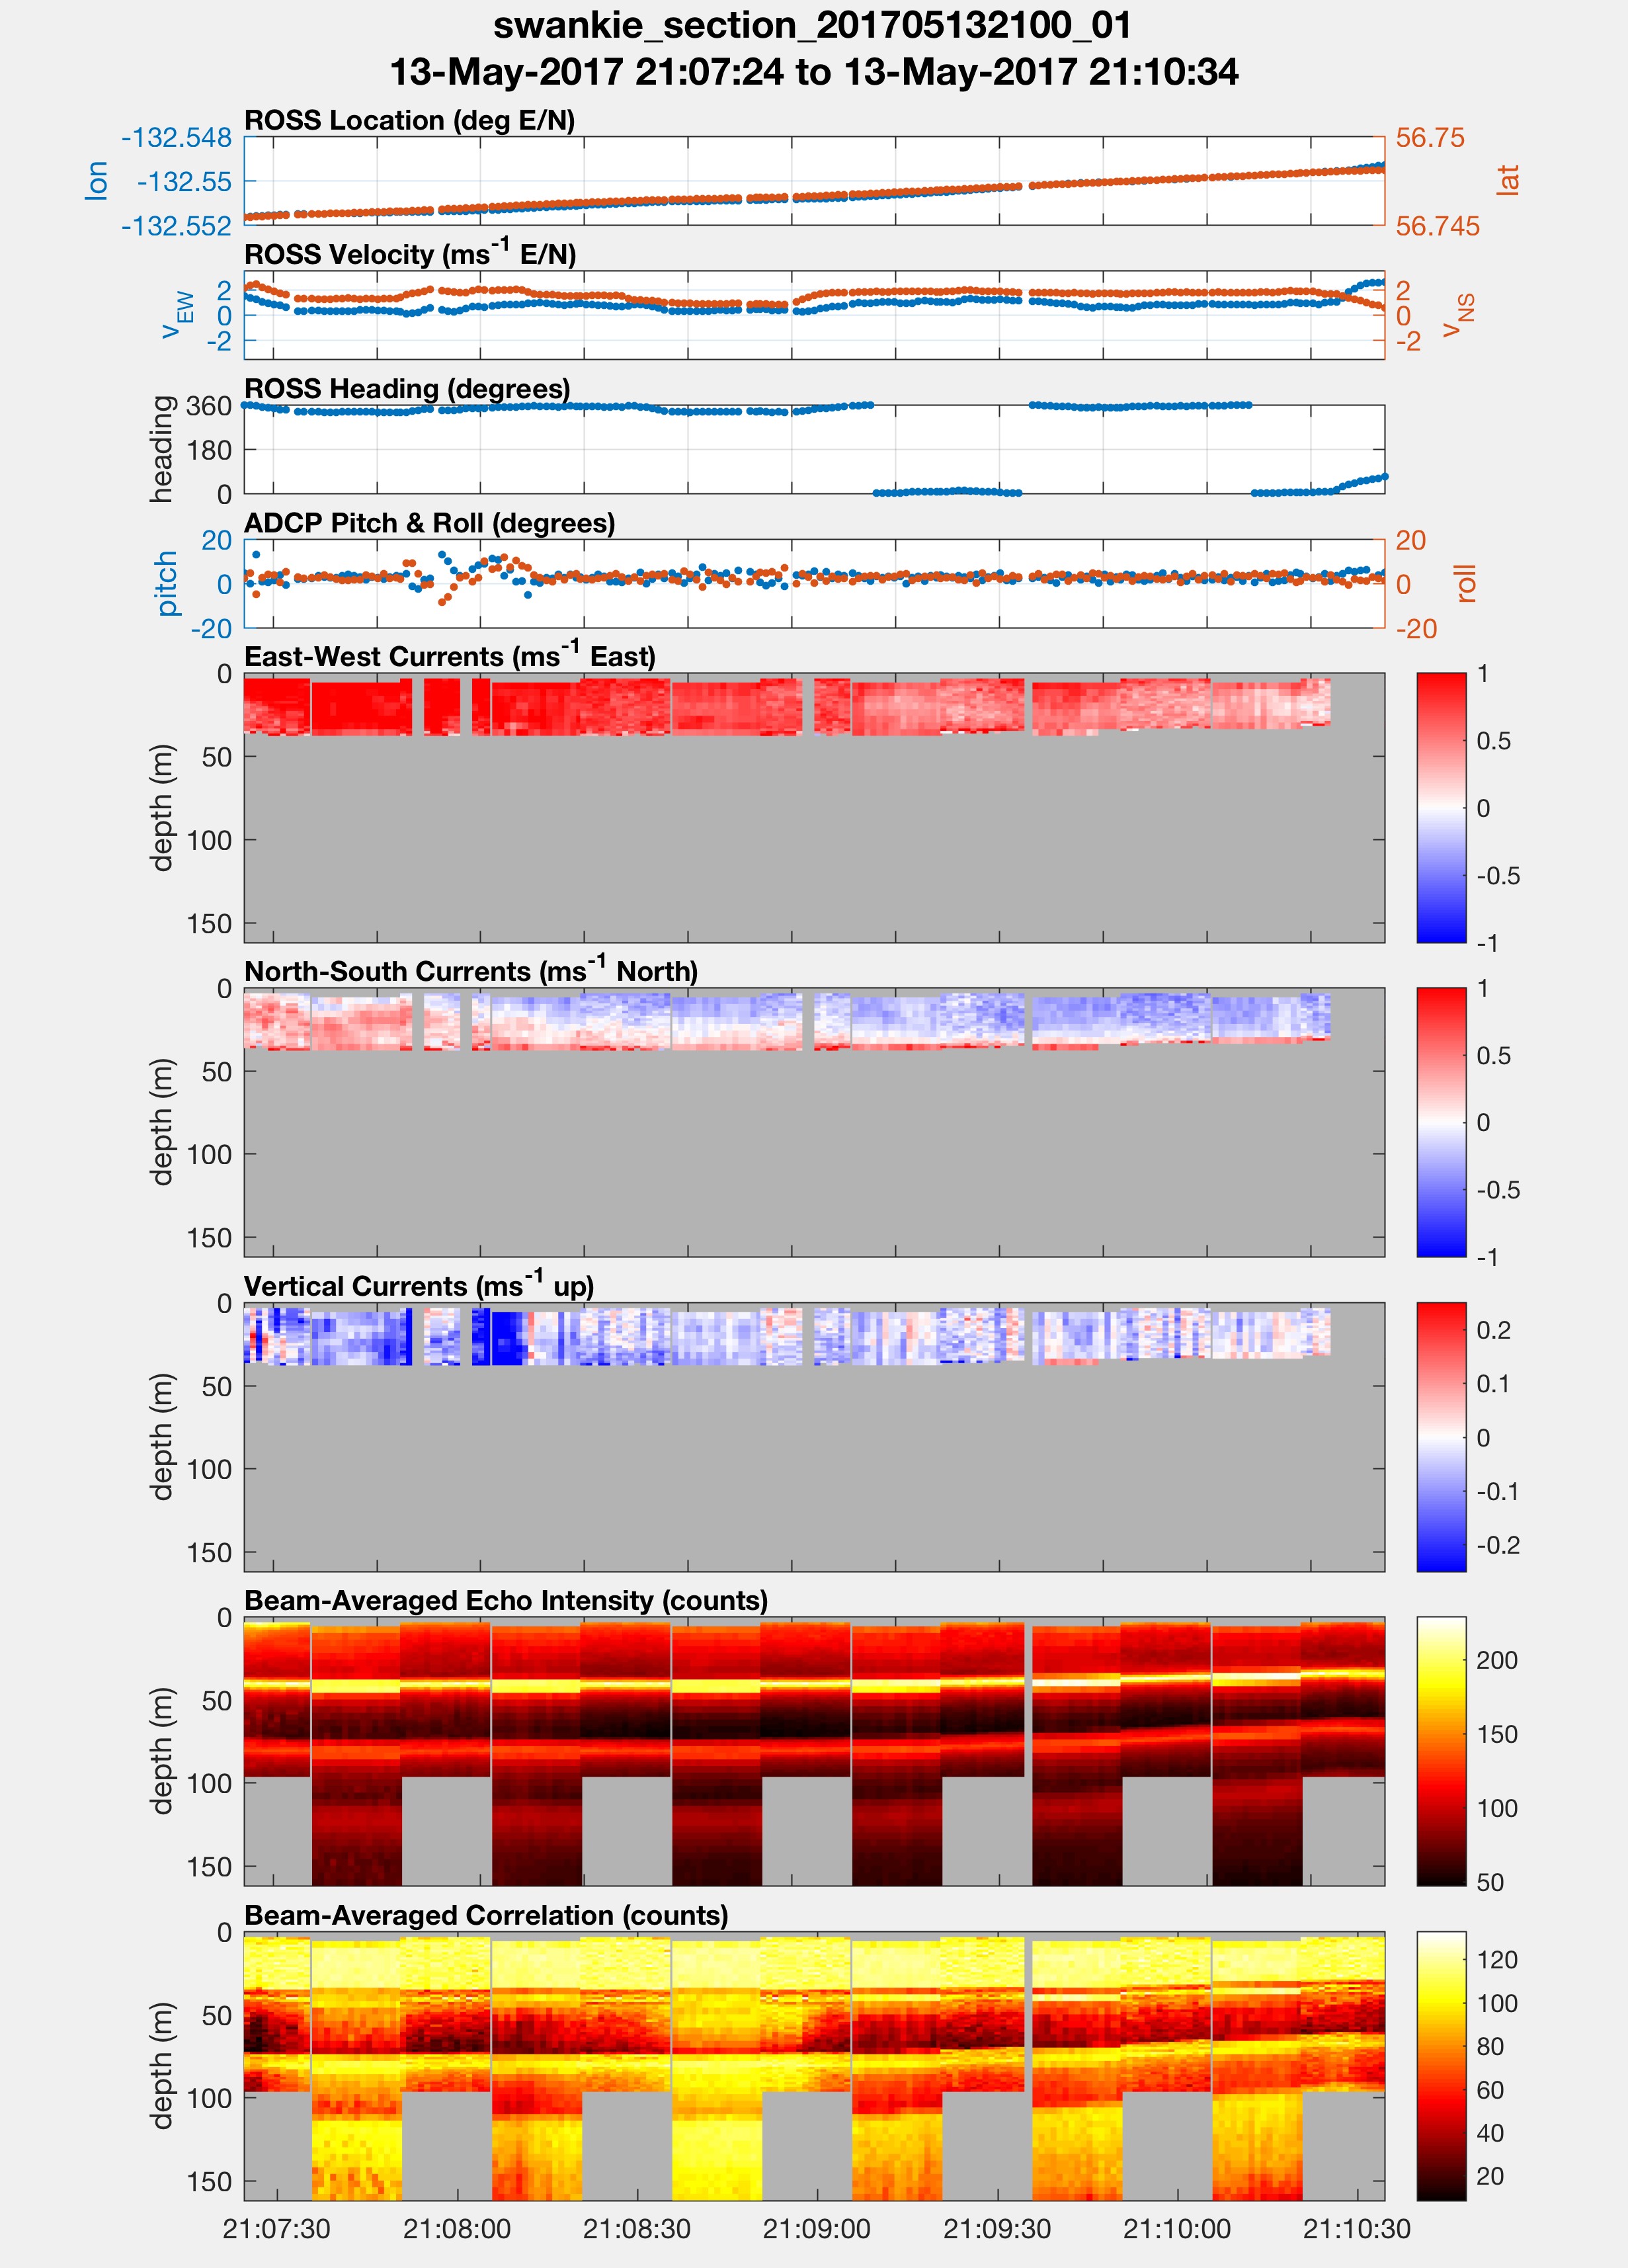 swankie_section_201705132100_01
13-May-2017 21:07:24 to 13-May-2017 21:10:34
ROSS Location (deg E/N)
-132.548
-132.55
-132.552
lon
56.75
56.745
lat
ROSS Velocity (ms-1 E/N)
2
0
-2
vEW
2
0
-2
vNS
ROSS Heading (degrees)
360
180
0
heading
ADCP Pitch & Roll (degrees)
20
0
-20
pitch
20
0
-20
roll
East-West Currents (ms-1 East)
0
50
100
150
depth (m)
1
0.5
0
-0.5
-1
North-South Currents (ms-1 North)
0
50
100
150
depth (m)
1
0.5
0
-0.5
-1
Vertical Currents (ms-1 up)
0
50
100
150
depth (m)
0.2
0.1
0
-0.1
-0.2
Beam-Averaged Echo Intensity (counts)
0
50
100
150
depth (m)
200
150
100
50
Beam-Averaged Correlation (counts)
0
50
100
150
depth (m)
120
100
80
60
40
20
21:07:30 21:08:00 21:08:30 21:09:00 21:09:30 21:10:00 21:10:30